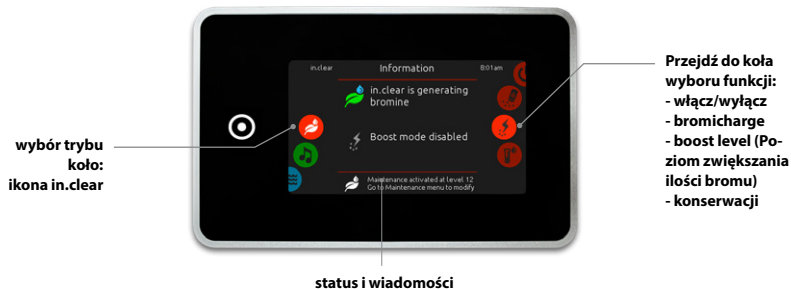 in.clear Information 8:01am
in.clear is generating
bromine
Boost mode disabled
Maintenance activated at level 12
Go to Maintenance menu to modify
wybór trybu
koło:
ikona in.clear
Przejdź do koła
wyboru funkcji:
- włącz/wyłącz
- bromicharge
- boost level (Po-
ziom zwiększania
ilości bromu)
- konserwacji
status i wiadomości